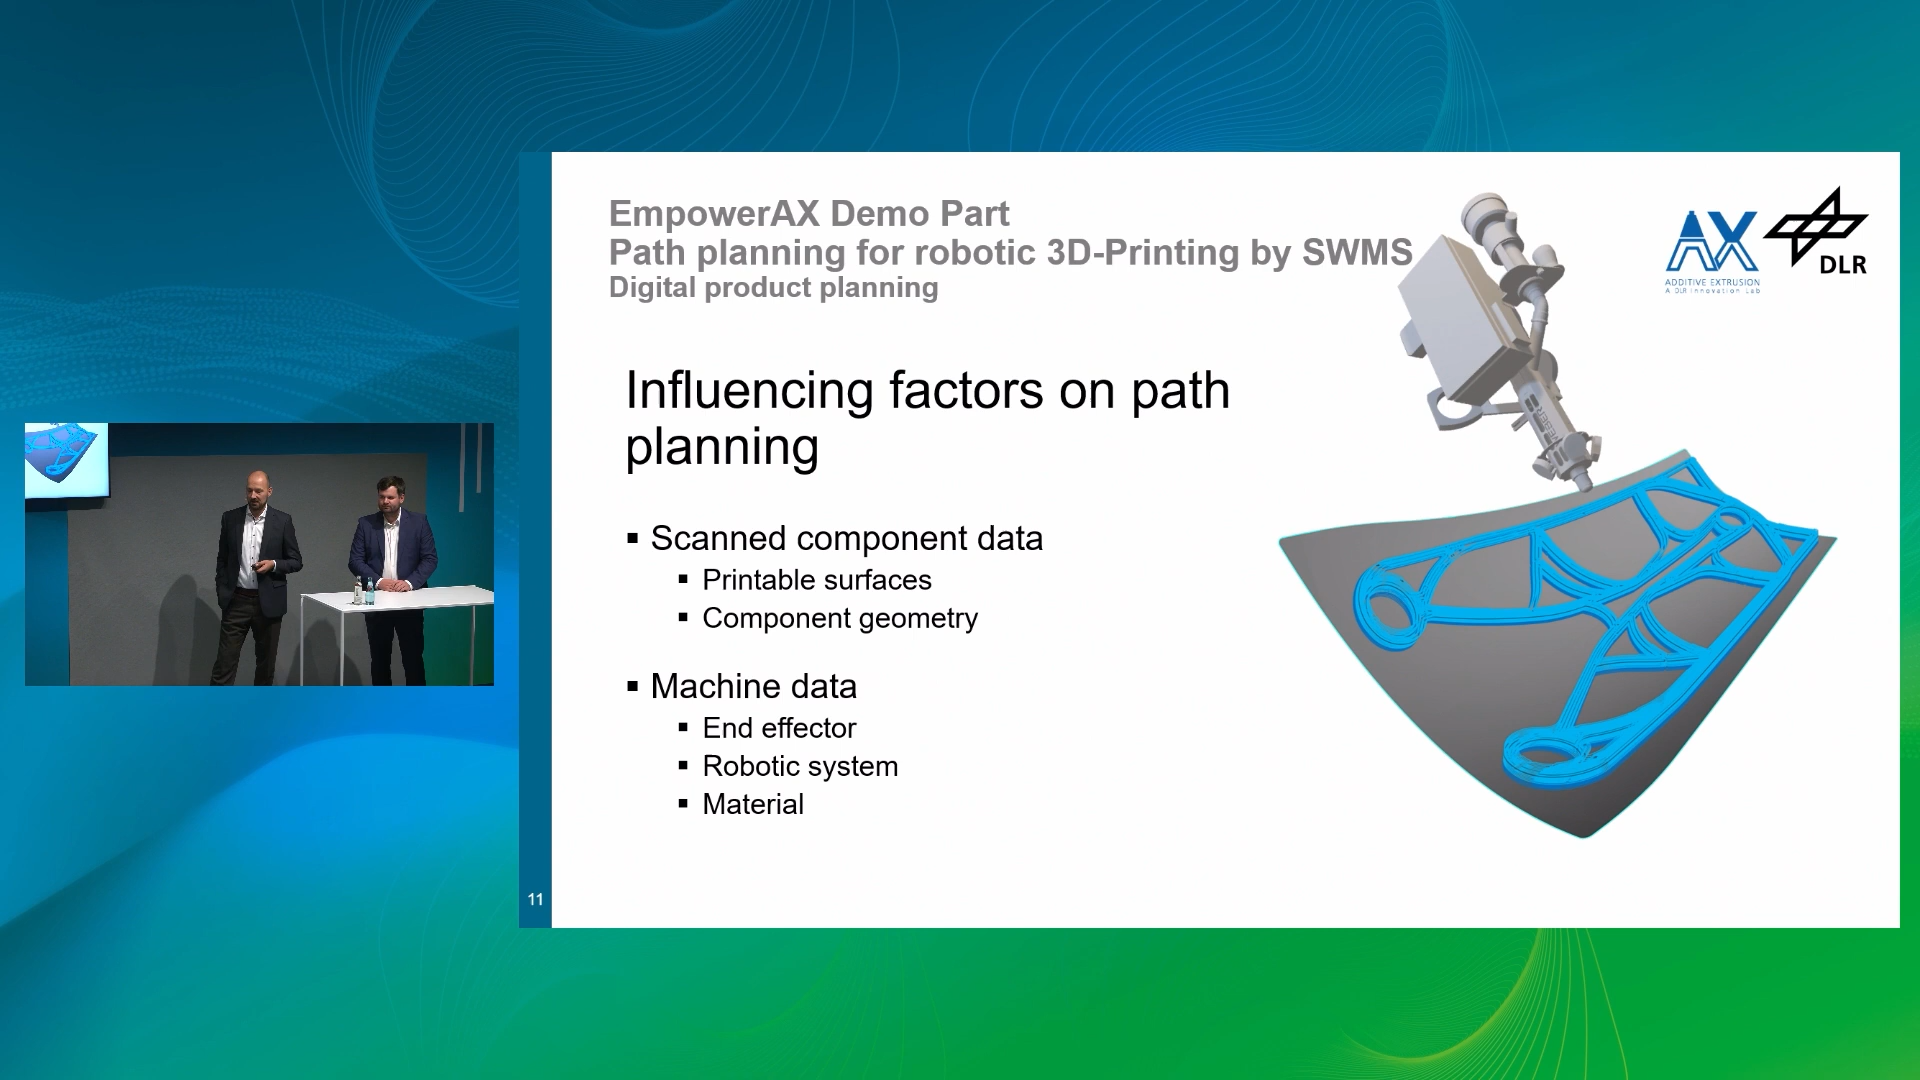 EmpowerAX Demo Part
Path planning for robotic 3D-Printing by SWMS
Digital product planning
AX
ADDITIVE EXTRUSION
A DLR Innovation Lab
DLR
Influencing factors on path
planning
▪ Scanned component data
▪ Printable surfaces
▪ Component geometry
▪ Machine data
▪ End effector
▪ Robotic system
▪ Material
11